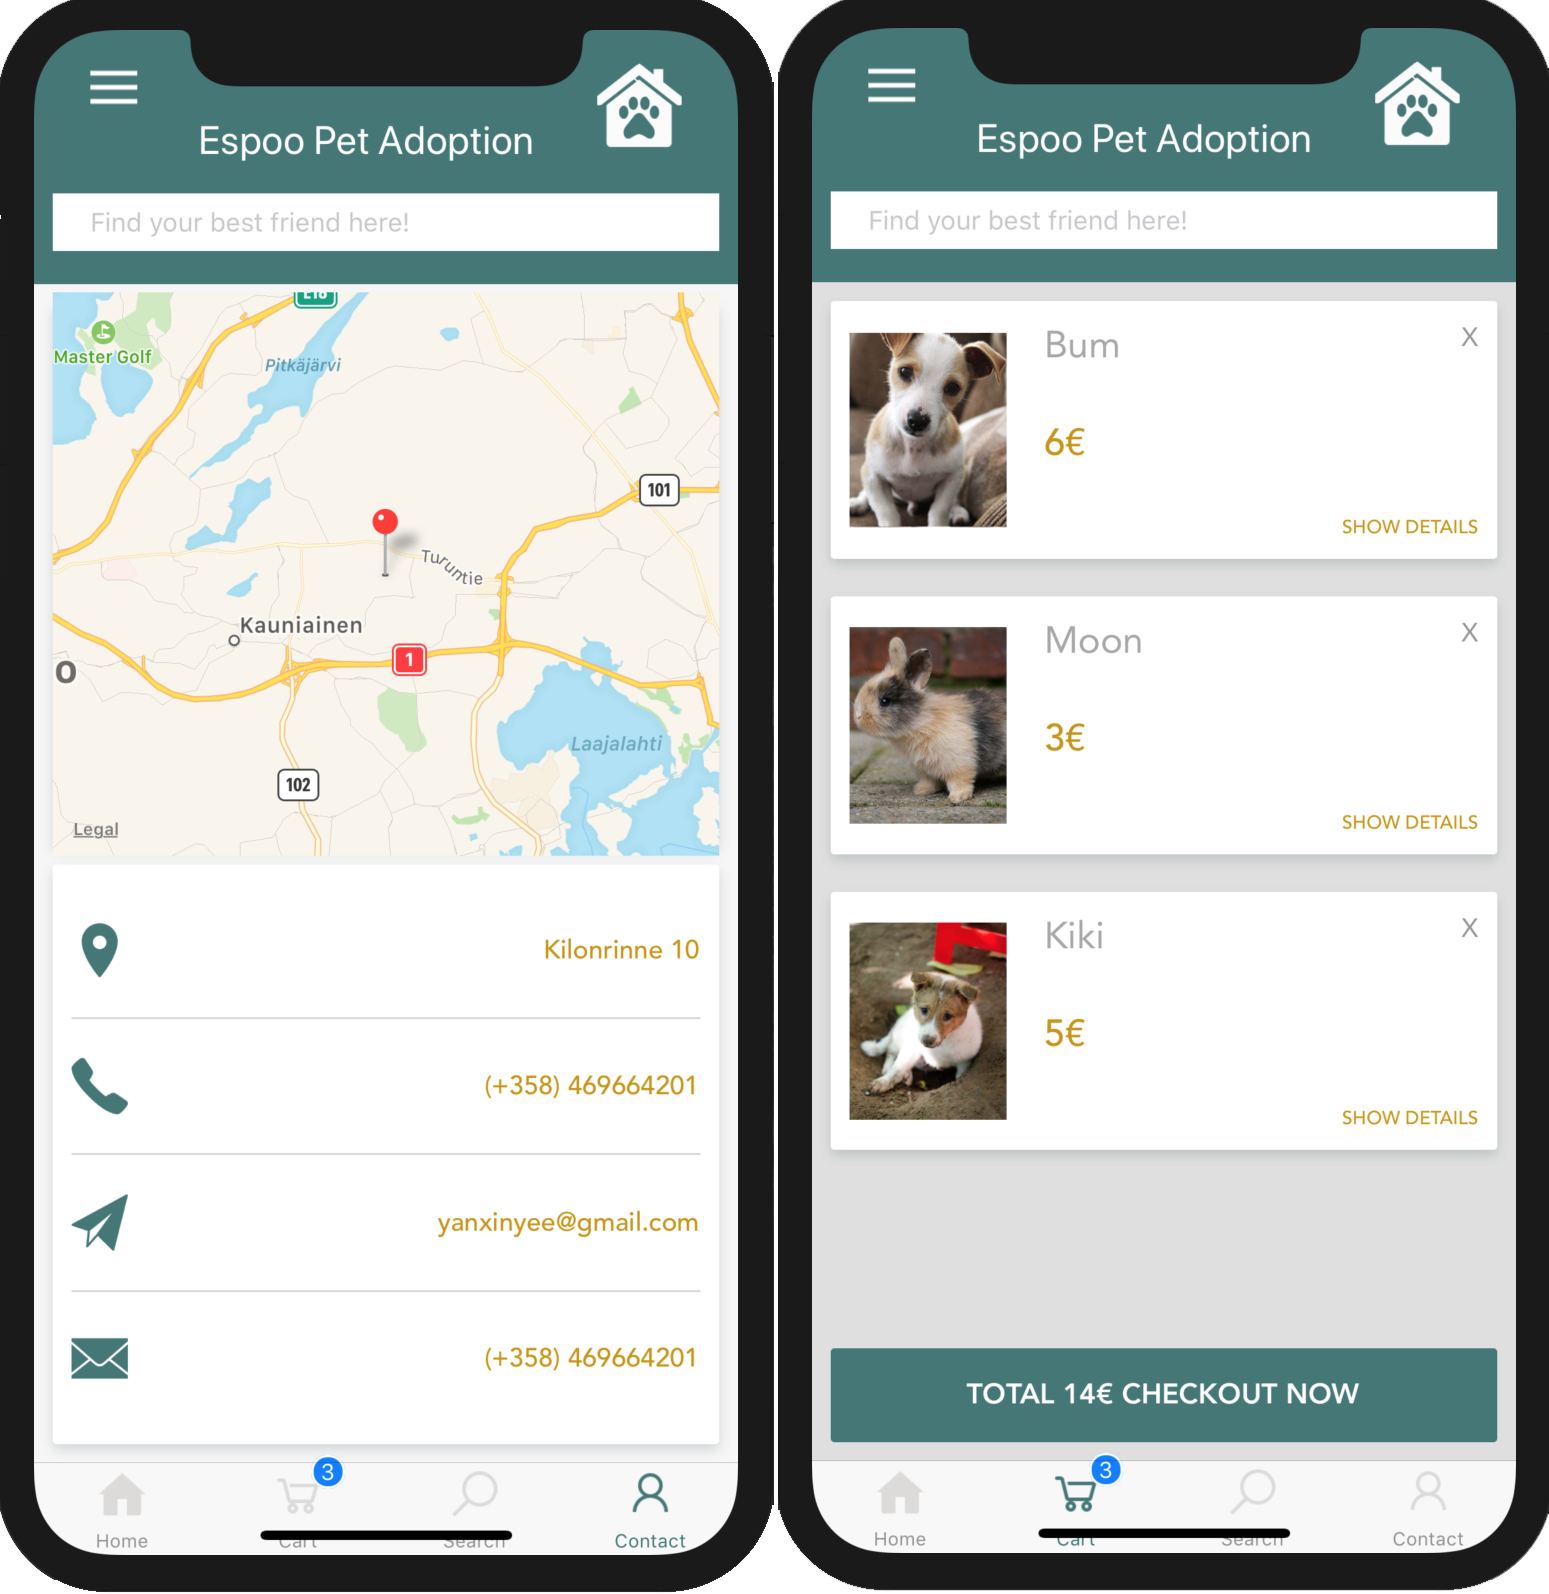 Espoo Pet Adoption
Find your best friend here!
E18
Master Golf
Pitkäjärvi
101
Turuntie
Kauniainen
1
o
Laajalahti
102
Legal
Kilonrinne 10
(+358) 469664201
yanxinyee@gmail.com
(+358) 469664201
3
Home
Cart
Search
Contact
Espoo Pet Adoption
Find your best friend here!
Bum
X
6€
SHOW DETAILS
Moon
X
3€
SHOW DETAILS
Kiki
X
5€
SHOW DETAILS
TOTAL 14€ CHECKOUT NOW
3
Home
Cart
Search
Contact